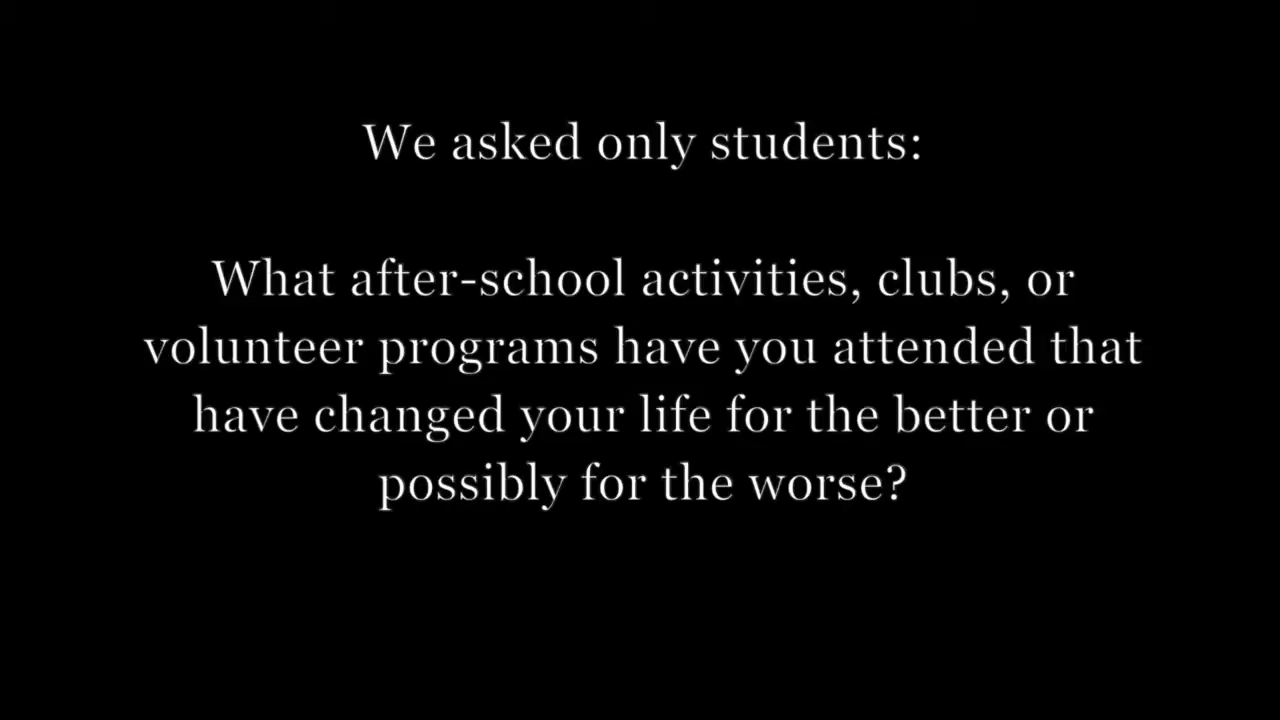 We asked only students:
What after-school activities, clubs, or
volunteer programs have you attended that
have changed your life for the better or
possibly for the worse?